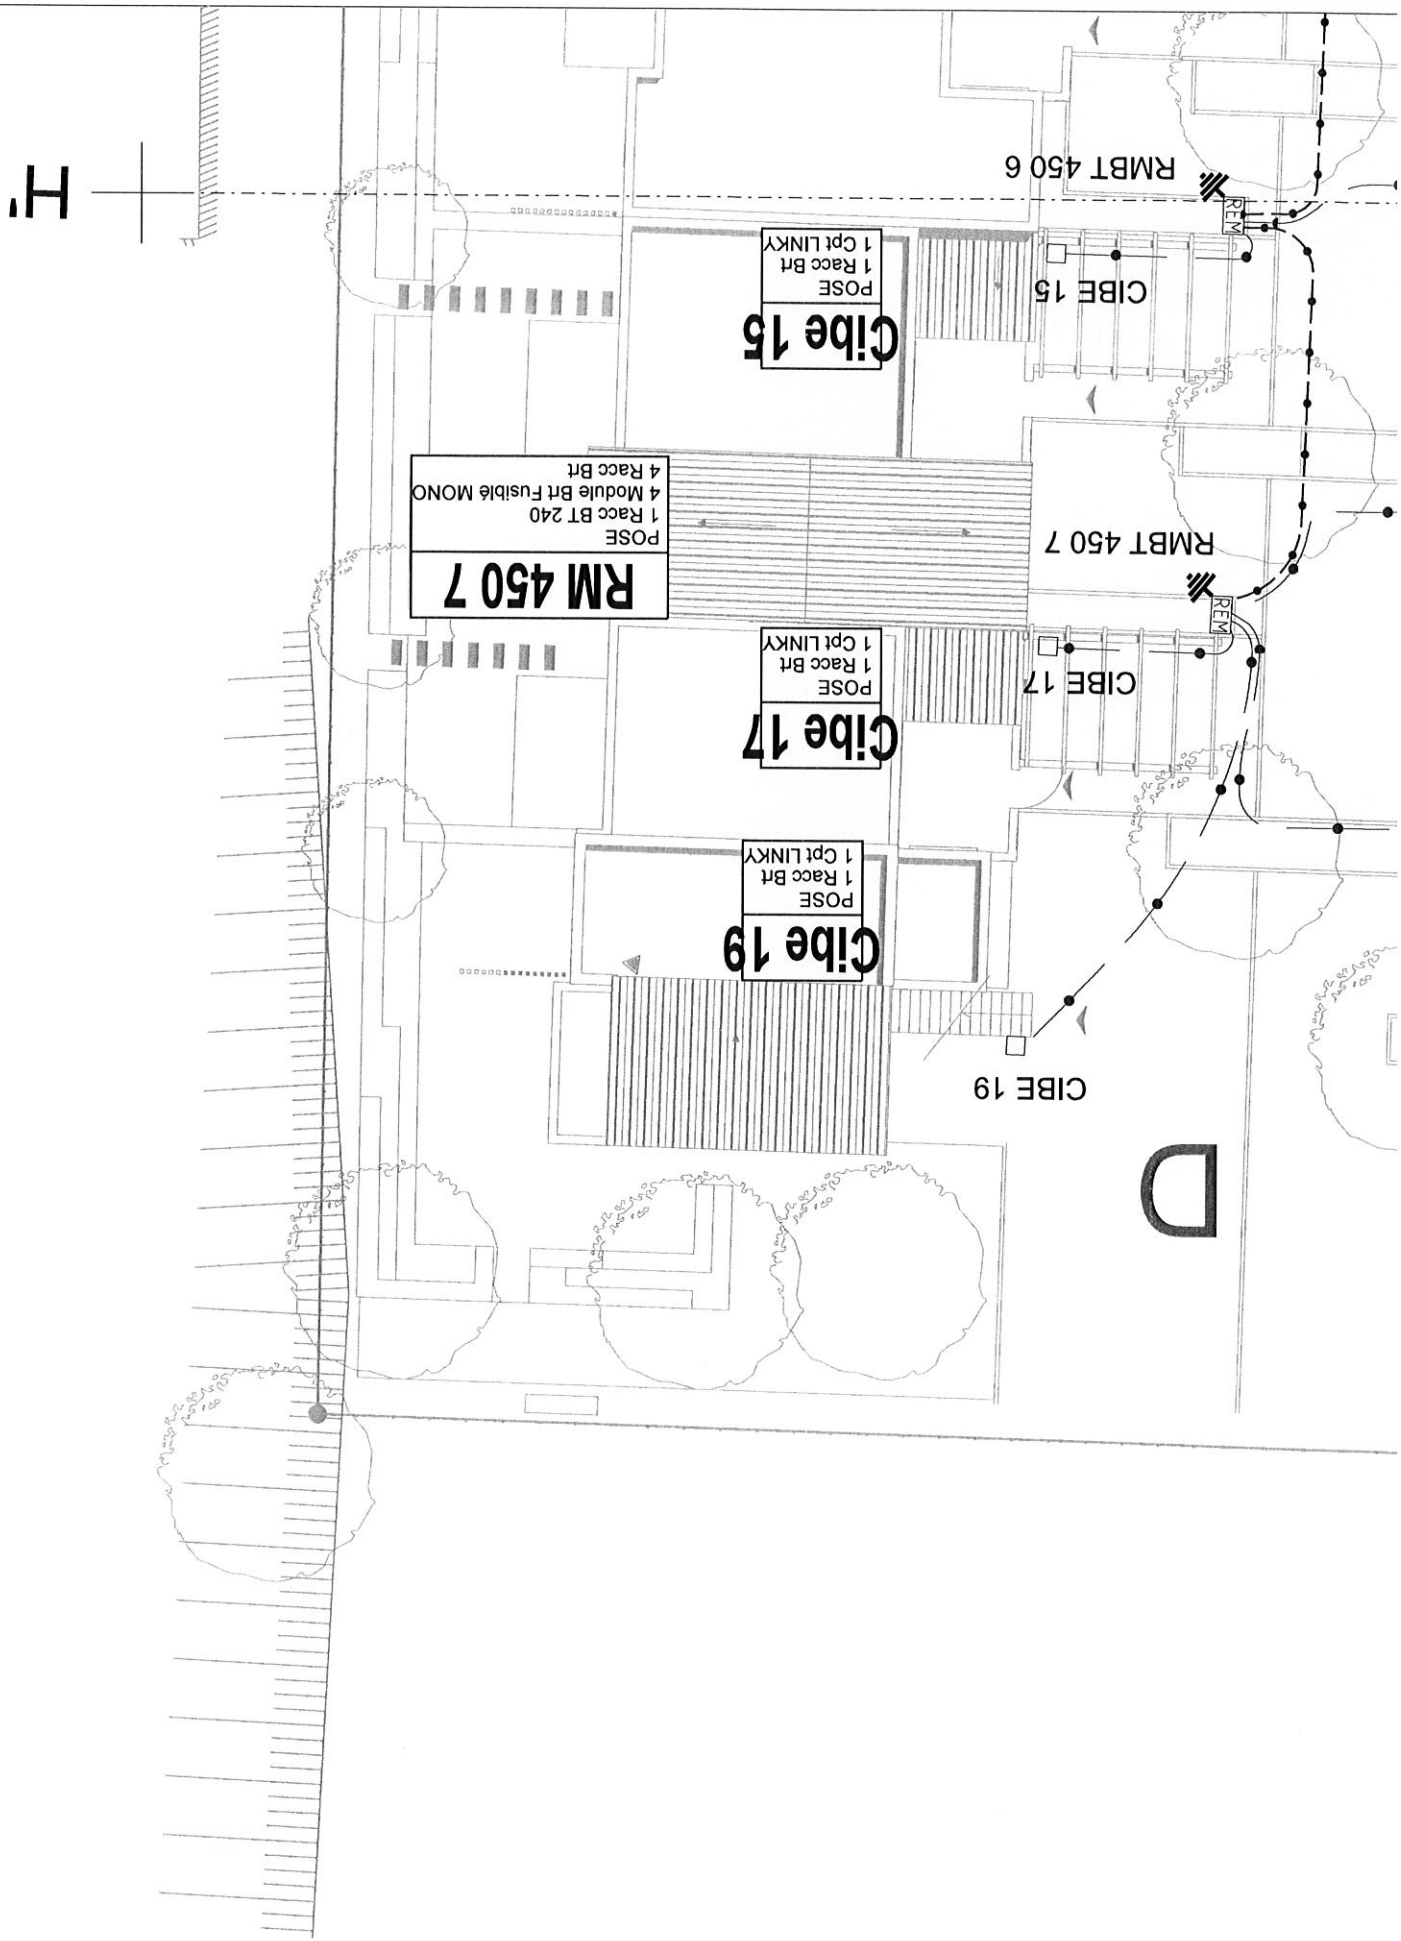 D
CIBE 19
Cibe 19
POSE
1 Racc Brt
1 Cpt LINKY
CIBE 17
Cibe 17
POSE
1 Racc Brt
1 Cpt LINKY
REM
RMBT 450 7
RM 450 7
POSE
1 Racc BT 240
4 Module Brt Fusiblé MONO
4 Racc Brt
CIBE 15
Cibe 15
POSE
1 Racc Brt
1 Cpt LINKY
REM
RMBT 450 6
H'